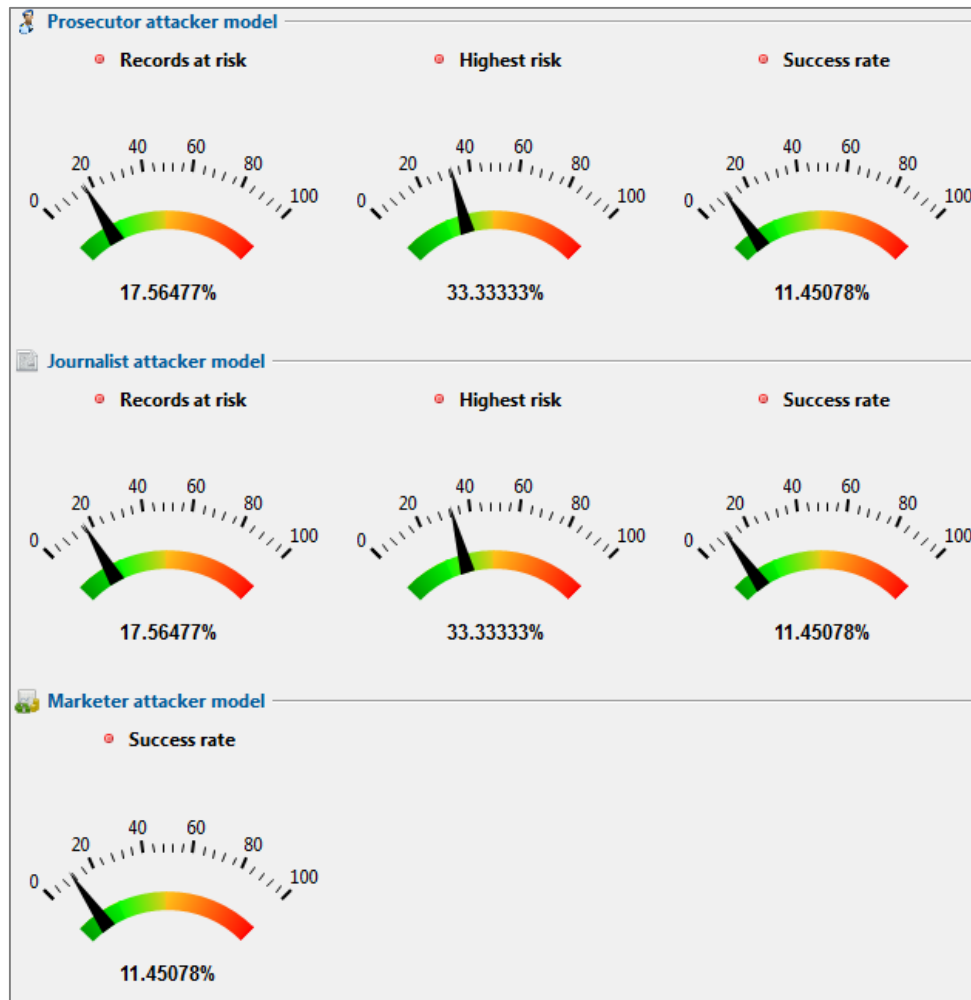 Prosecutor attacker model
Records at risk Highest risk Success rate
0 20 40 60 80 100 0 20 40 60 80 100 0 20 40 60 80 100
17.56477% 33.33333% 11.45078%
Journalist attacker model
Records at risk Highest risk Success rate
0 20 40 60 80 100 0 20 40 60 80 100 0 20 40 60 80 100
17.56477% 33.33333% 11.45078%
Marketer attacker model
Success rate
0 20 40 60 80 100
11.45078%